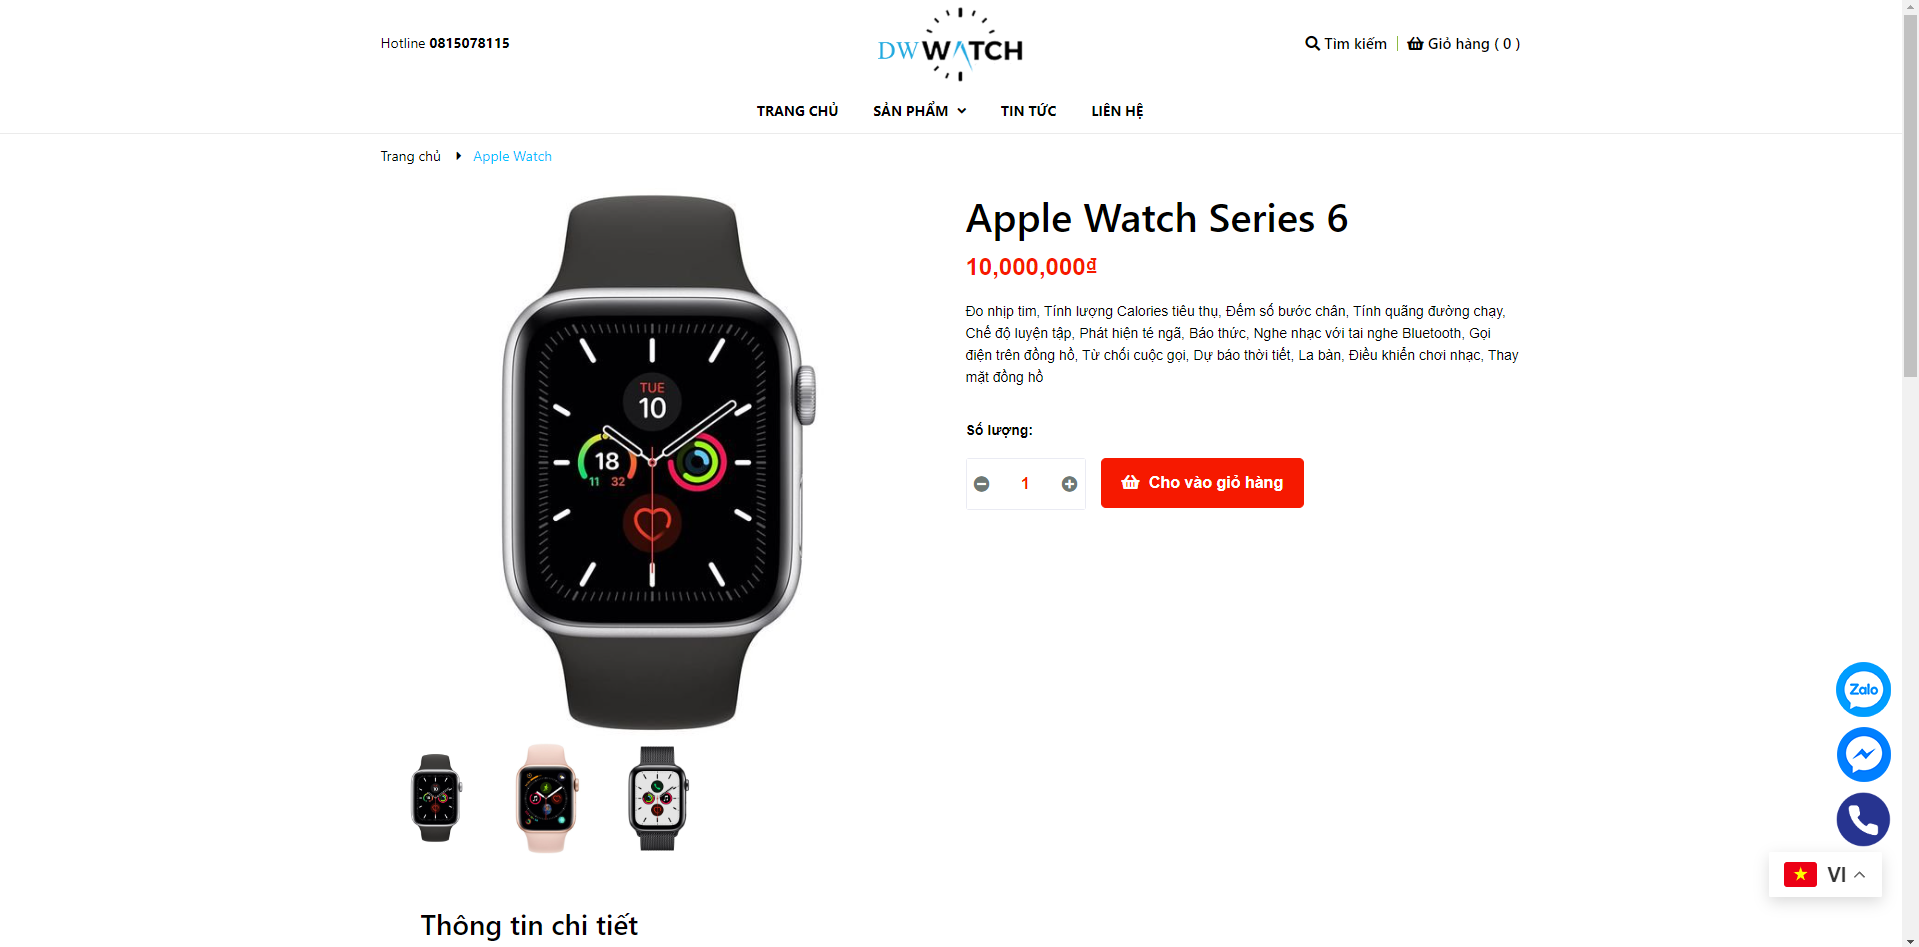 Hotline 0815078115
DWWATCH
Tìm kiếm
Giỏ hàng ( 0 )
TRANG CHỦ
SẢN PHẨM
TIN TỨC
LIÊN HỆ
Trang chủ
Apple Watch
Apple Watch Series 6
10,000,000₫
Đo nhịp tim, Tính lượng Calories tiêu thụ, Đếm số bước chân, Tính quãng đường chạy,
Chế độ luyện tập, Phát hiện té ngã, Báo thức, Nghe nhạc với tai nghe Bluetooth, Gọi
điện trên đồng hồ, Từ chối cuộc gọi, Dự báo thời tiết, La bàn, Điều khiển chơi nhạc, Thay
mặt đồng hồ
Số lượng:
1
Cho vào giỏ hàng
TUE
10
18
11 32
Zalo
VI
Thông tin chi tiết